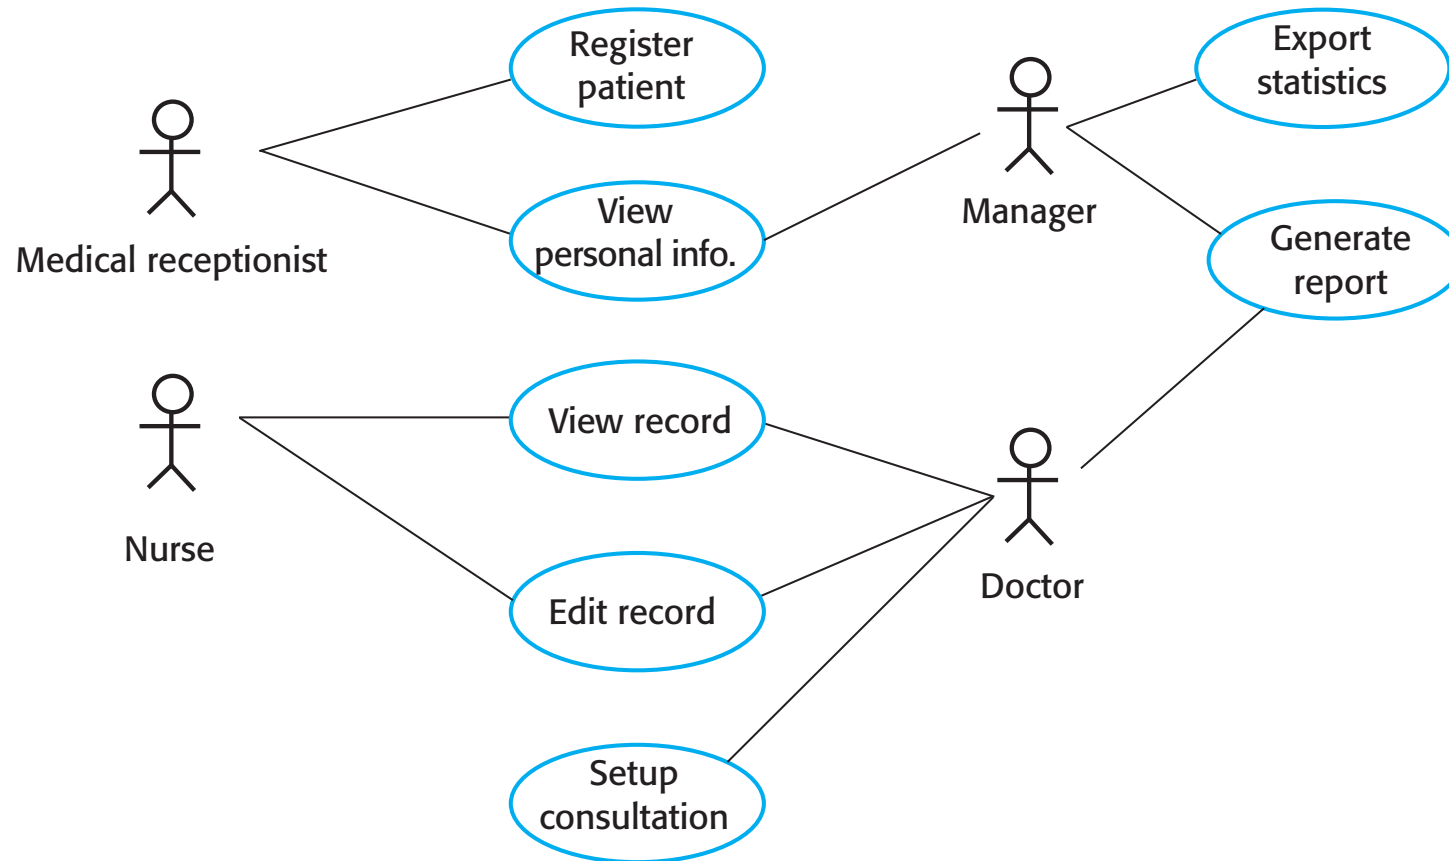 Register
patient
Export
statistics
Medical receptionist
View
personal info.
Manager
Generate
report
Nurse
View record
Edit record
Doctor
Setup
consultation